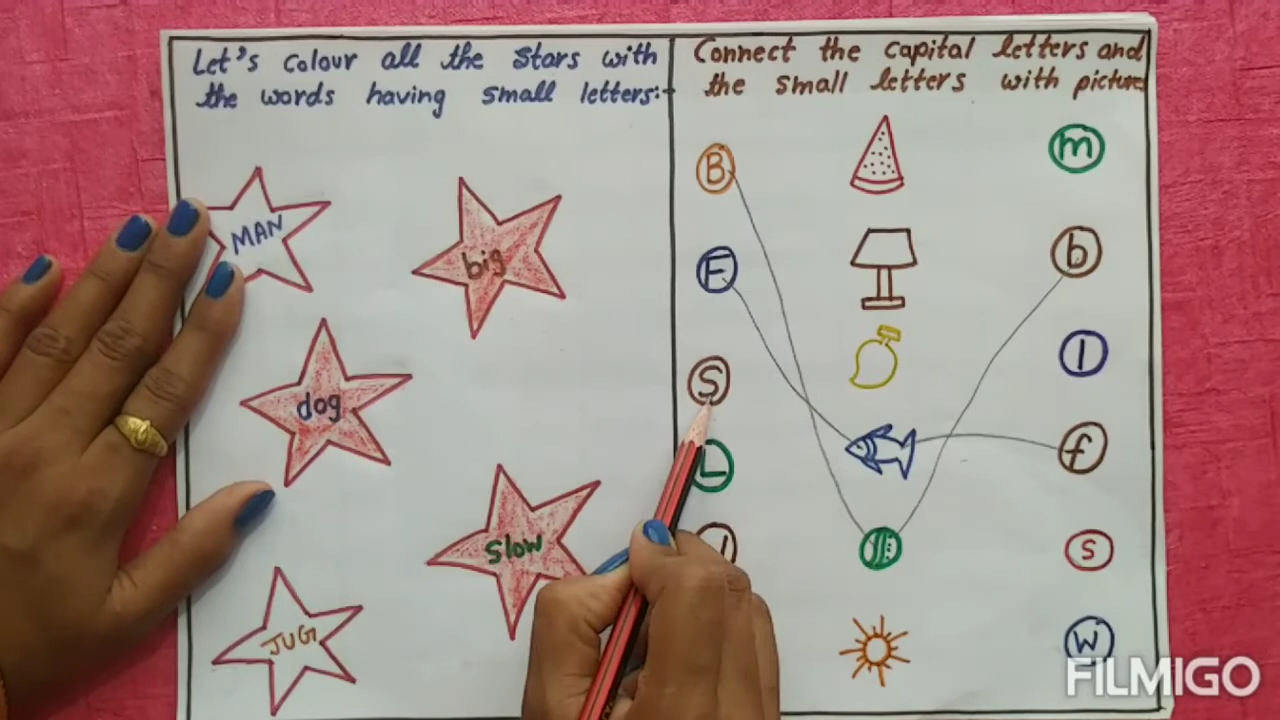 Let's colour all the stars with
the words having small letters:-
MAN
big
dog
slow
JUG
Connect the capital letters and
the small letters with picture
B
m
F
b
S
l
L
f
s
w
FILMIGO